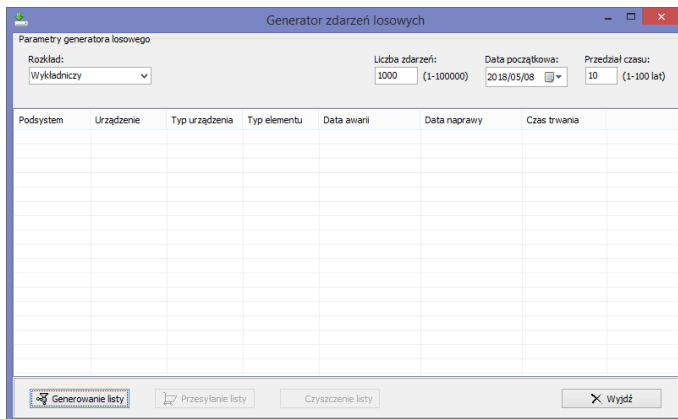 Generator zdarzeń losowych
Parametry generatora losowego
Rozkład: Liczba zdarzeń: Data początkowa: Przedział czasu:
Wykładniczy 1000 (1-100000) 2018/05/08 10 (1-100 lat)
Podsystem Urządzenie Typ urządzenia Typ elementu Data awarii Data naprawy Czas trwania
Generowanie listy Przesyłanie listy Czyszczenie listy Wyjdź